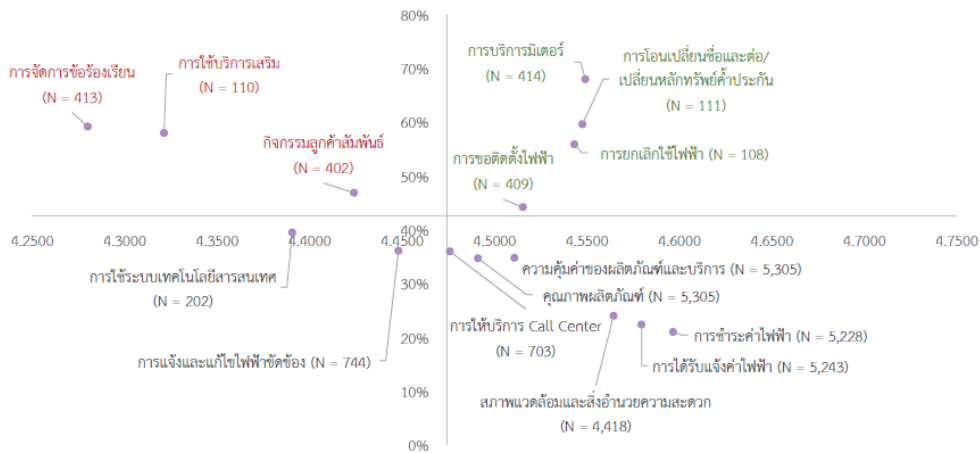 80%
การบริการมิเตอร์
(N = 414)
การโอนเปลี่ยนชื่อและต่อ/
เปลี่ยนหลักทรัพย์ค้ำประกัน
(N = 111)
การจัดการข้อร้องเรียน
(N = 413)
การใช้บริการเสริม
(N = 110)
70%
60%
กิจกรรมลูกค้าสัมพันธ์
(N = 402)
การยกเลิกใช้ไฟฟ้า (N = 108)
การขอติดตั้งไฟฟ้า
(N = 409)
50%
40%
4.2500 4.3000 4.3500 4.4000 4.4500 4.5000 4.5500 4.6000 4.6500 4.7000 4.7500
การใช้ระบบเทคโนโลยีสารสนเทศ
(N = 202)
ความคุ้มค่าของผลิตภัณฑ์และบริการ (N = 5,305)
คุณภาพผลิตภัณฑ์ (N = 5,305)
30%
การให้บริการ Call Center
(N = 703)
การชำระค่าไฟฟ้า (N = 5,228)
20%
การแจ้งและแก้ไขไฟฟ้าขัดข้อง (N = 744)
การได้รับแจ้งค่าไฟฟ้า (N = 5,243)
สภาพแวดล้อมและสิ่งอำนวยความสะดวก
(N = 4,418)
10%
0%